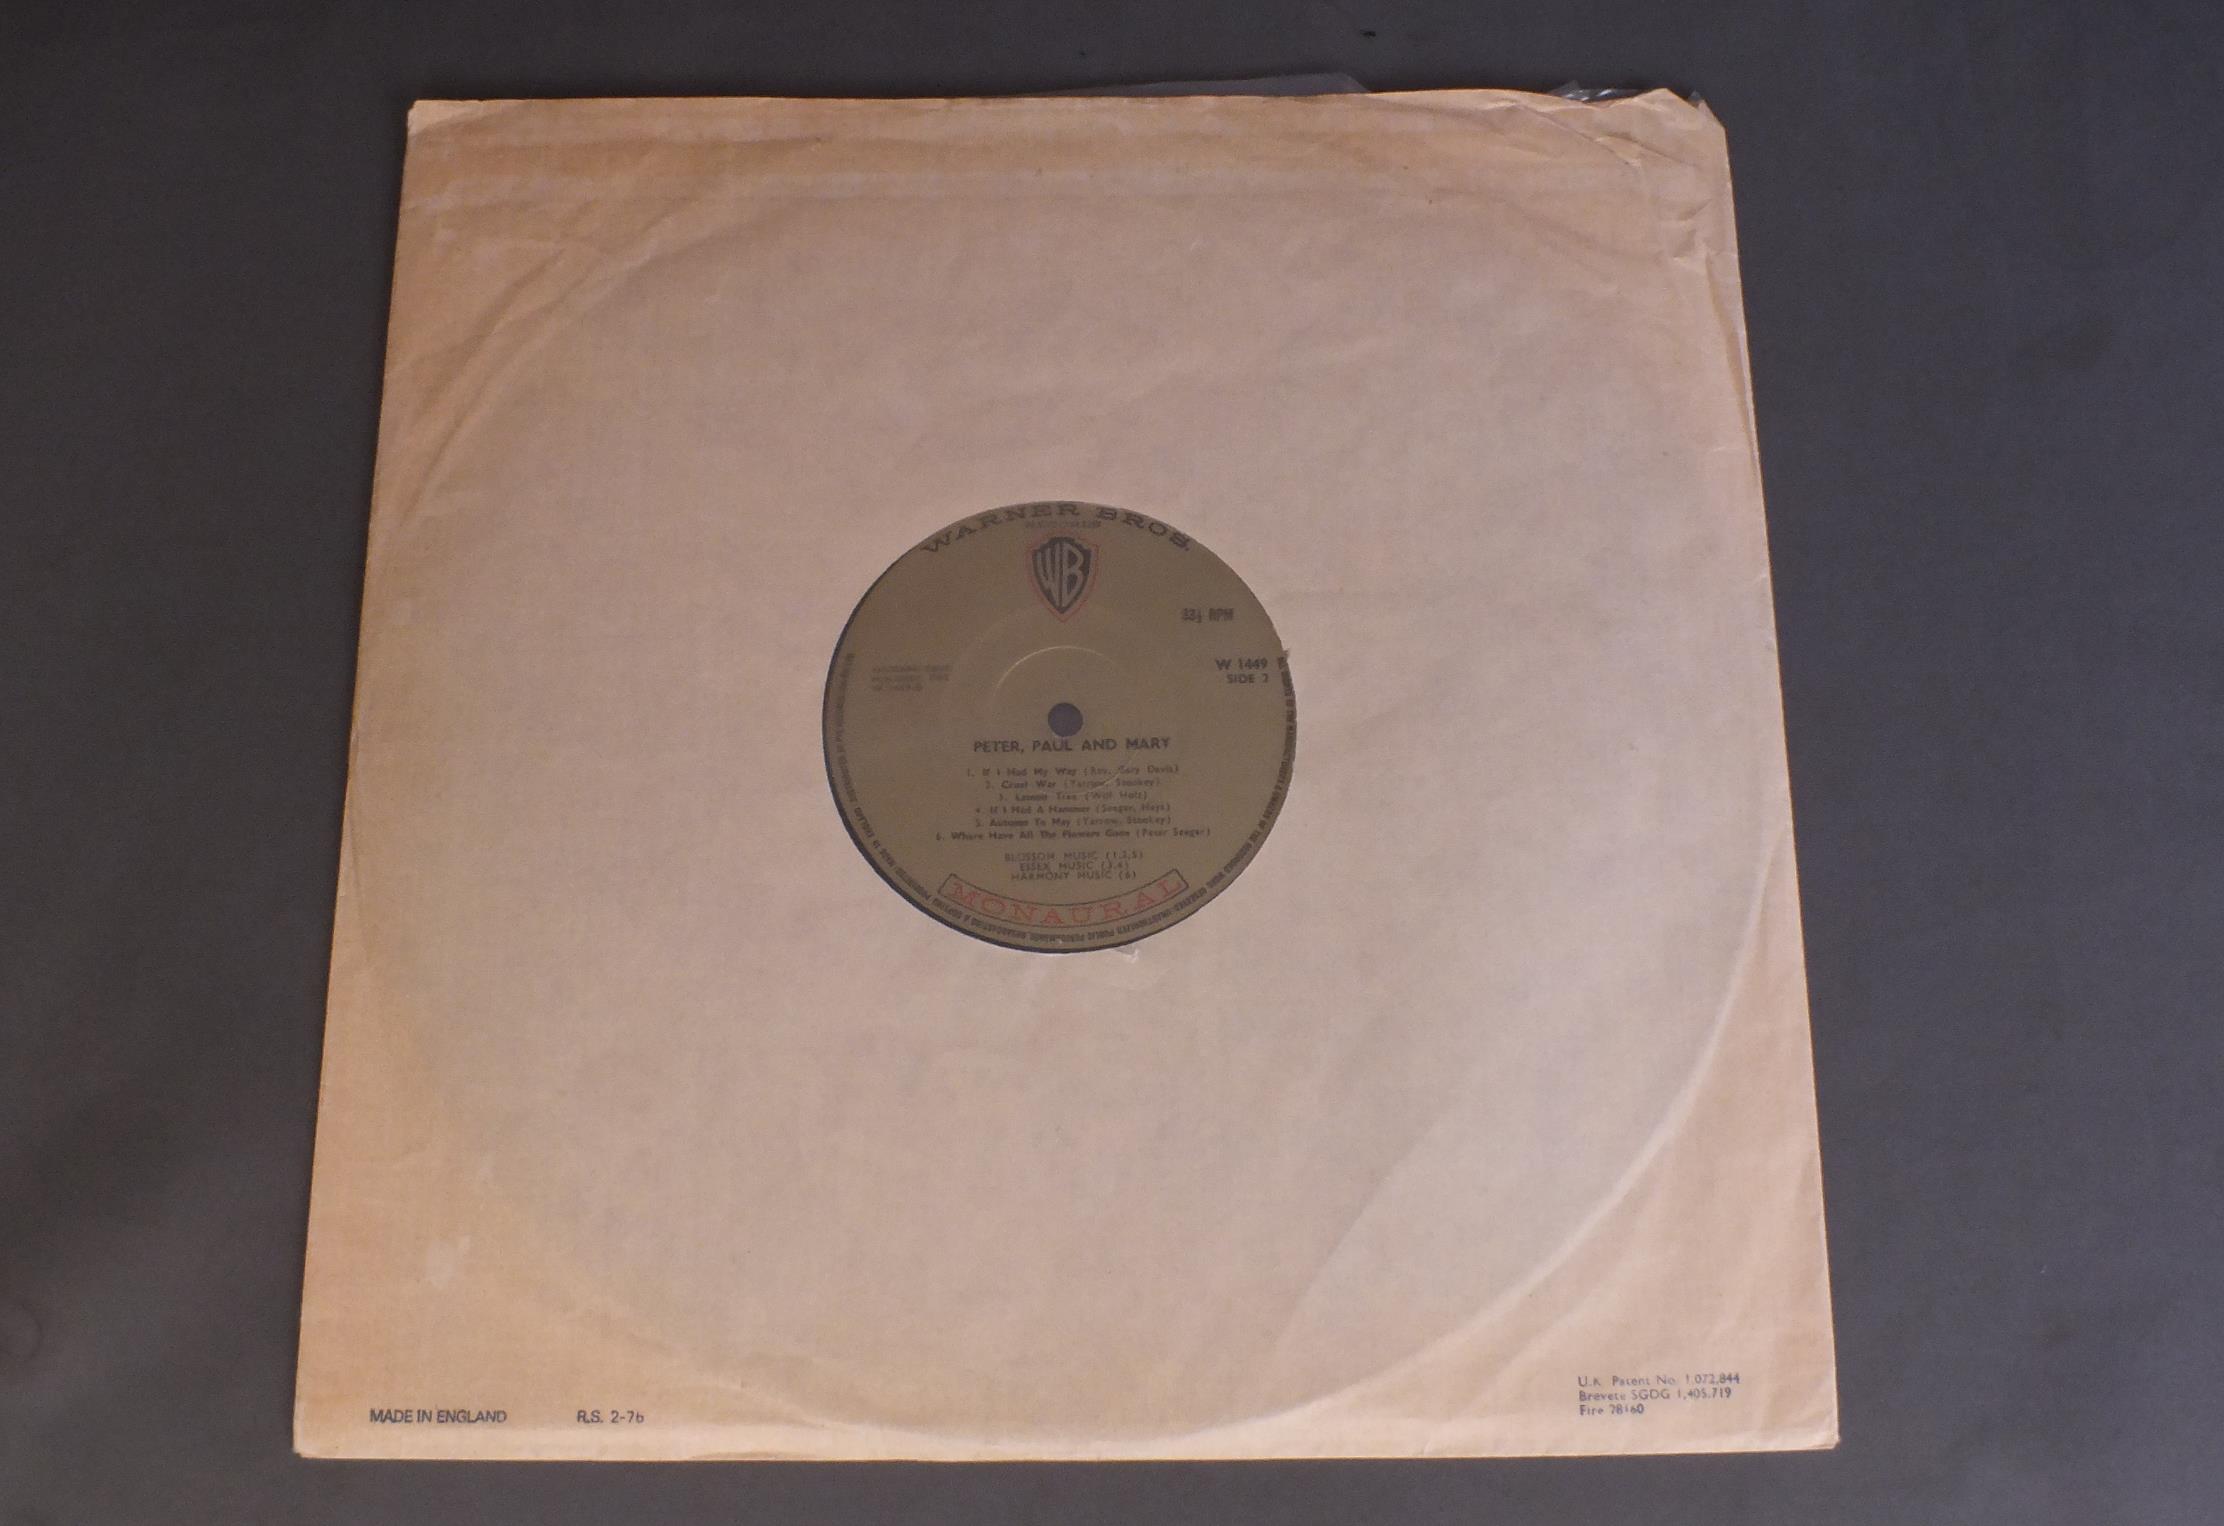 WARNER BROS.
RECORDS
WB
33⅓ RPM
W 1449
SIDE 2
PETER, PAUL AND MARY
1. If I Had My Way (Rev. Gary Davis)
2. Cruel War (Yarrow, Stookey)
3. Lemon Tree (Will Holt)
4. If I Had A Hammer (Seeger, Hays)
5. Autumn To May (Yarrow, Stookey)
6. Where Have All The Flowers Gone (Peter Seeger)
BLOSSOM MUSIC (1,2,5)
ESSEX MUSIC (3,4)
HARMONY MUSIC (6)
MONAURAL
MADE IN ENGLAND R.S. 2-76
U.K. Patent No. 1,072,844
Brevete SGDG 1,405,719
Fire 78160